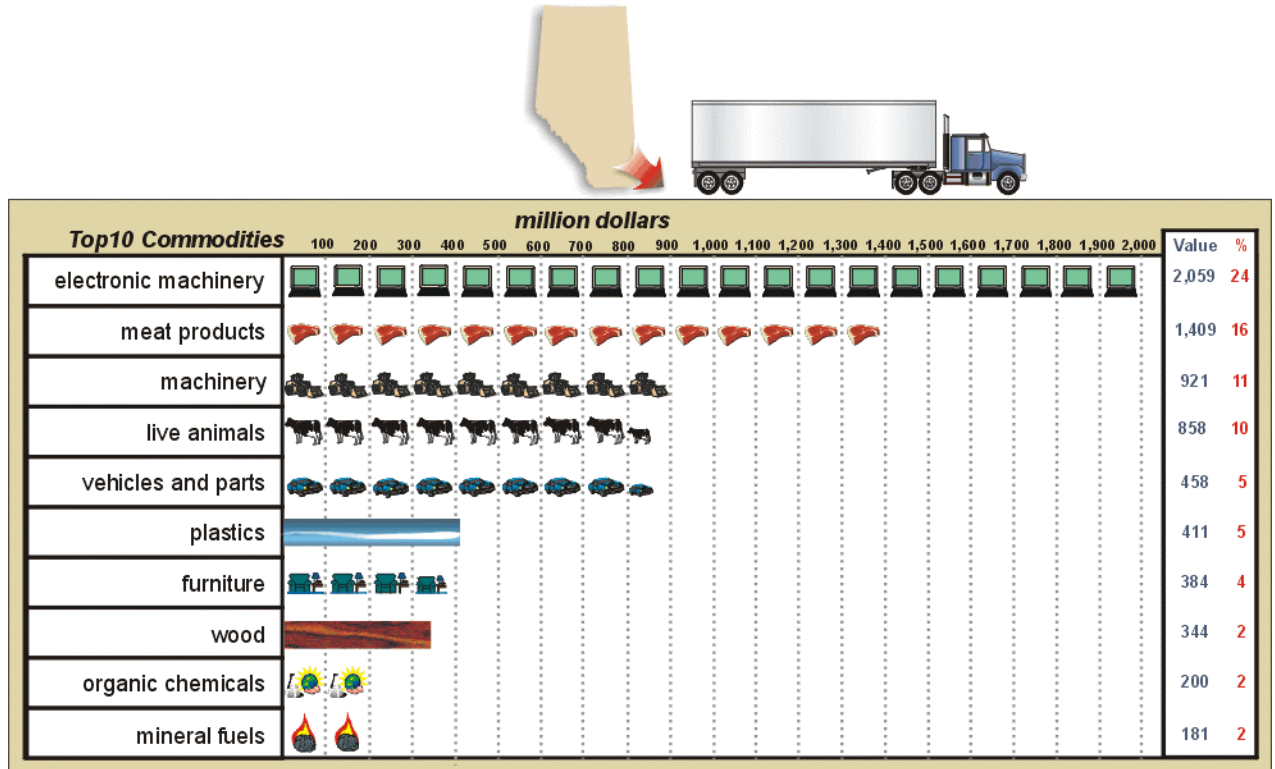 million dollars
Top10 Commodities 100 200 300 400 500 600 700 800 900 1,000 1,100 1,200 1,300 1,400 1,500 1,600 1,700 1,800 1,900 2,000 Value %
electronic machinery 2,059 24
meat products 1,409 16
machinery 921 11
live animals 858 10
vehicles and parts 458 5
plastics 411 5
furniture 384 4
wood 344 2
organic chemicals 200 2
mineral fuels 181 2